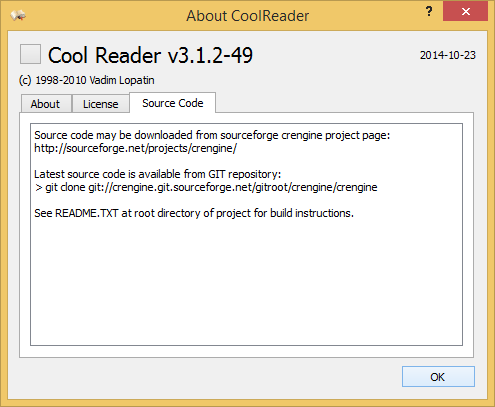 About CoolReader
?
Cool Reader v3.1.2-49
2014-10-23
(c) 1998-2010 Vadim Lopatin
About
License
Source Code
Source code may be downloaded from sourceforge crengine project page:
http://sourceforge.net/projects/crengine/
Latest source code is available from GIT repository:
> git clone git://crengine.git.sourceforge.net/gitroot/crengine/crengine
See README.TXT at root directory of project for build instructions.
OK